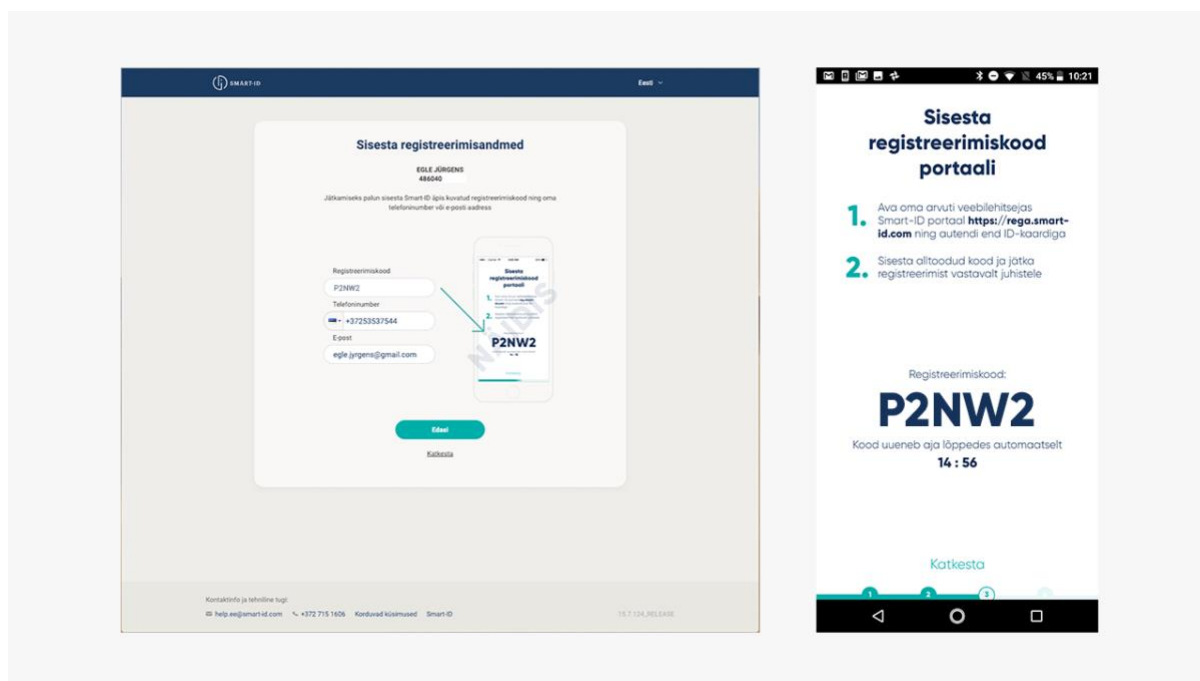 SMART-ID
Eesti
Sisesta registreerimisandmed
EGLE JÜRGENS
486040
Jätkamiseks palun sisesta Smart-ID äpis kuvatud registreerimiskood ning oma
telefoninumber või e-posti aadress
Registreerimiskood
P2NW2
Telefoninumber
+37253537544
E-post
egle.jyrgens@gmail.com
Sisesta
registreerimiskood
portaali
1.
2.
P2NW2
NÄIDIS
Edasi
Katkesta
Kontaktinfo ja tehniline tugi:
help.ee@smart-id.com +372 715 1606 Korduvad küsimused Smart-ID
45% 10:21
Sisesta
registreerimiskood
portaali
1. Ava oma arvuti veebilehitsejas
Smart-ID portaal https://rega.smart-
id.com ning autendi end ID-kaardiga
2. Sisesta alltoodud kood ja jätka
registreerimist vastavalt juhistele
Registreerimiskood:
P2NW2
Kood uueneb aja lõppedes automaatselt
14 : 56
Katkesta
1 2 3